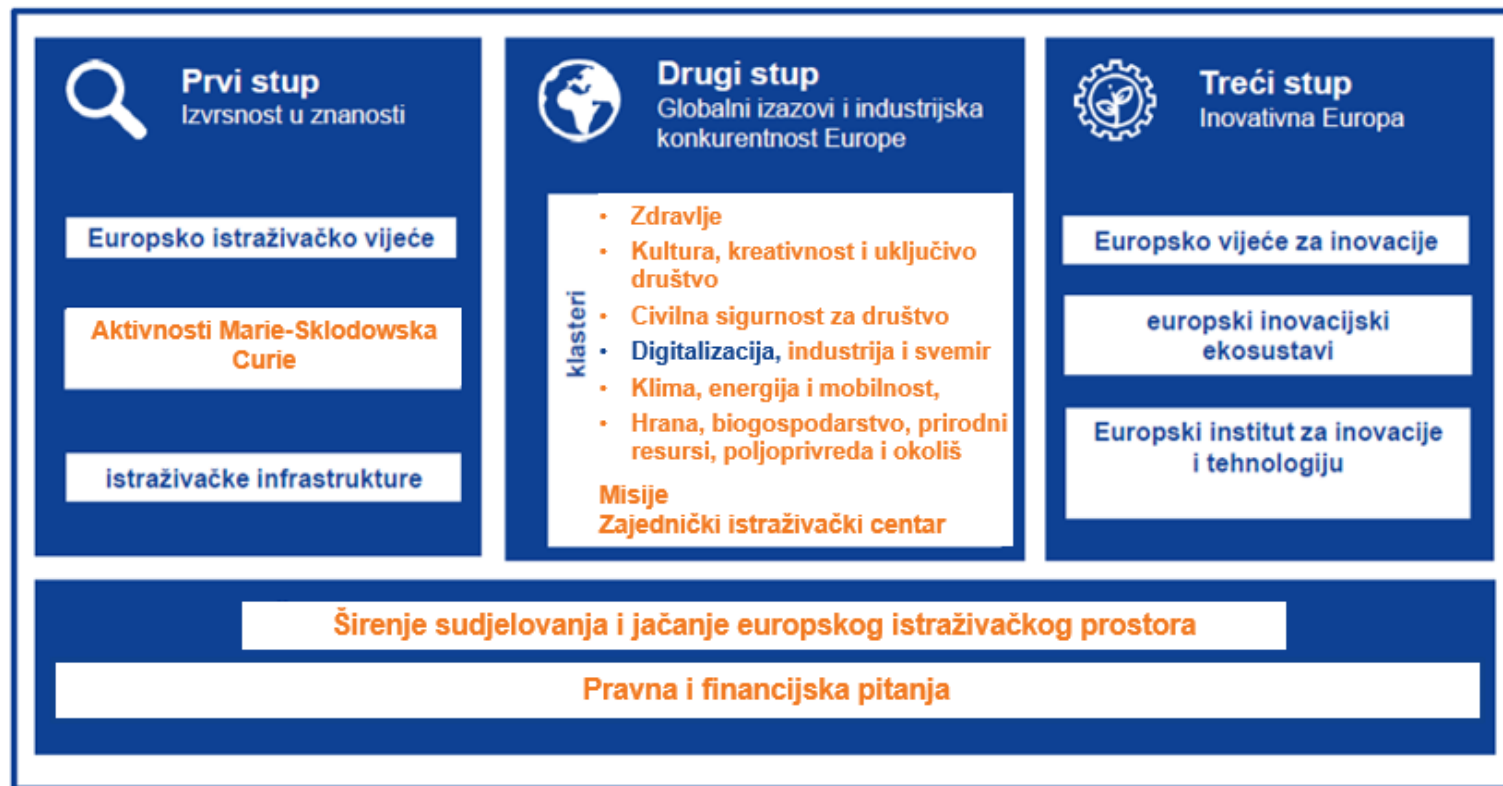 Prvi stup
Izvrsnost u znanosti
Europsko istraživačko vijeće
Aktivnosti Marie-Sklodowska
Curie
istraživačke infrastrukture
Drugi stup
Globalni izazovi i industrijska
konkurentnost Europe
klasteri
• Zdravlje
• Kultura, kreativnost i uključivo
društvo
• Civilna sigurnost za društvo
• Digitalizacija, industrija i svemir
• Klima, energija i mobilnost,
• Hrana, biogospodarstvo, prirodni
resursi, poljoprivreda i okoliš
Misije
Zajednički istraživački centar
Treći stup
Inovativna Europa
Europsko vijeće za inovacije
europski inovacijski
ekosustavi
Europski institut za inovacije
i tehnologiju
Širenje sudjelovanja i jačanje europskog istraživačkog prostora
Pravna i financijska pitanja